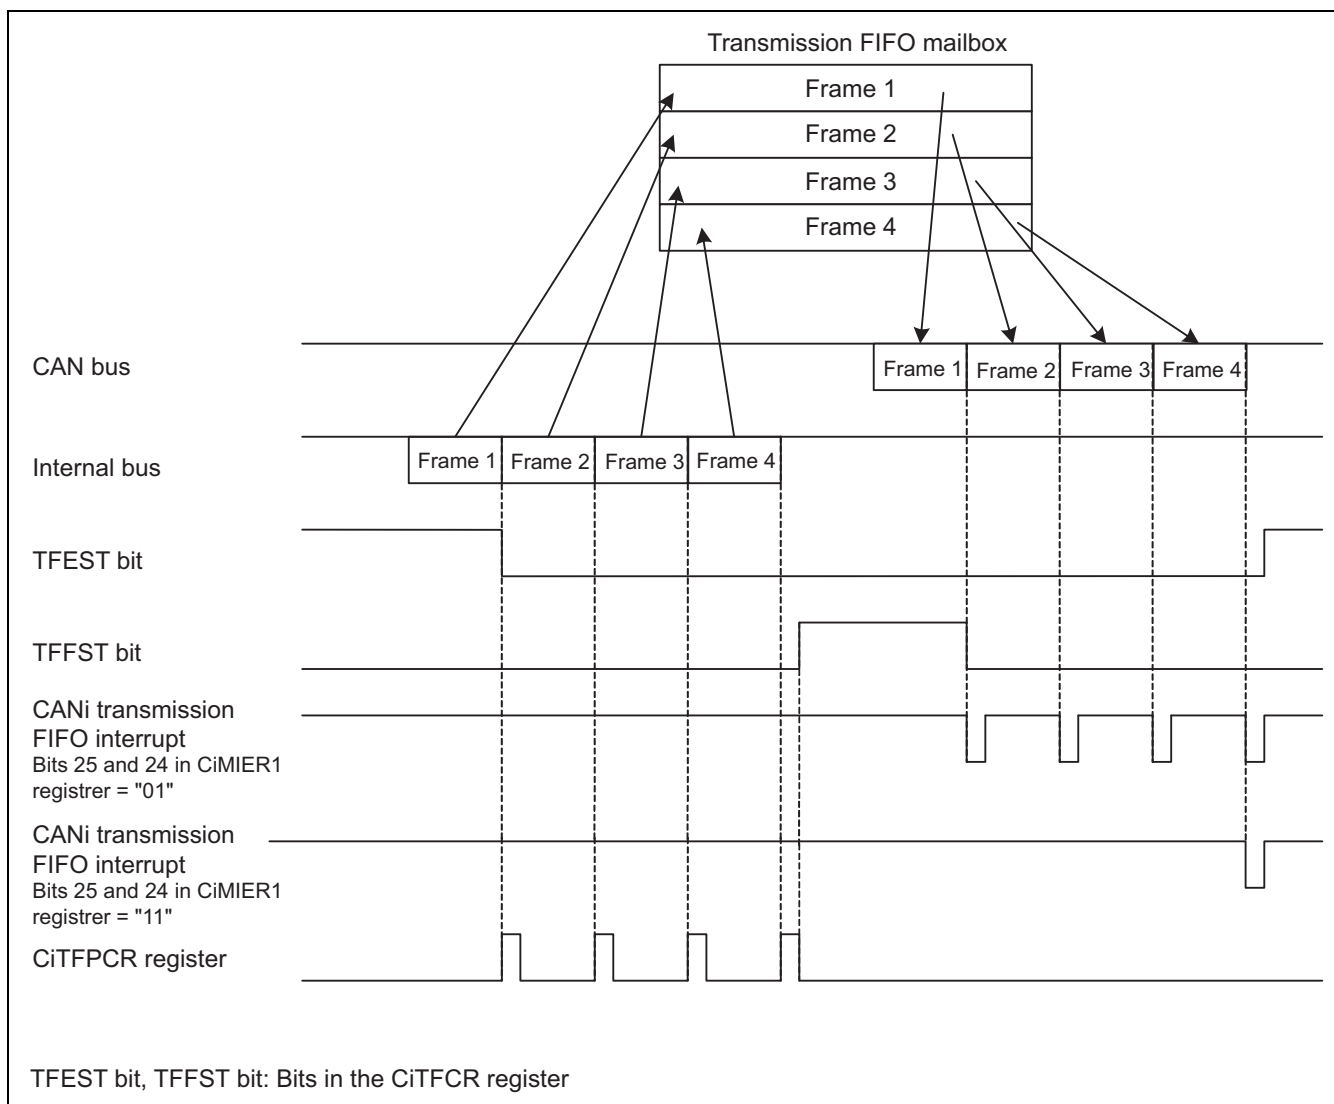 Transmission FIFO mailbox
Frame 1
Frame 2
Frame 3
Frame 4
CAN bus
Frame 1
Frame 2
Frame 3
Frame 4
Internal bus
Frame 1
Frame 2
Frame 3
Frame 4
TFEST bit
TFFST bit
CANi transmission
FIFO interrupt
Bits 25 and 24 in CiMIER1
registrer = "01"
CANi transmission
FIFO interrupt
Bits 25 and 24 in CiMIER1
registrer = "11"
CiTFPCR register
TFEST bit, TFFST bit: Bits in the CiTFCR register